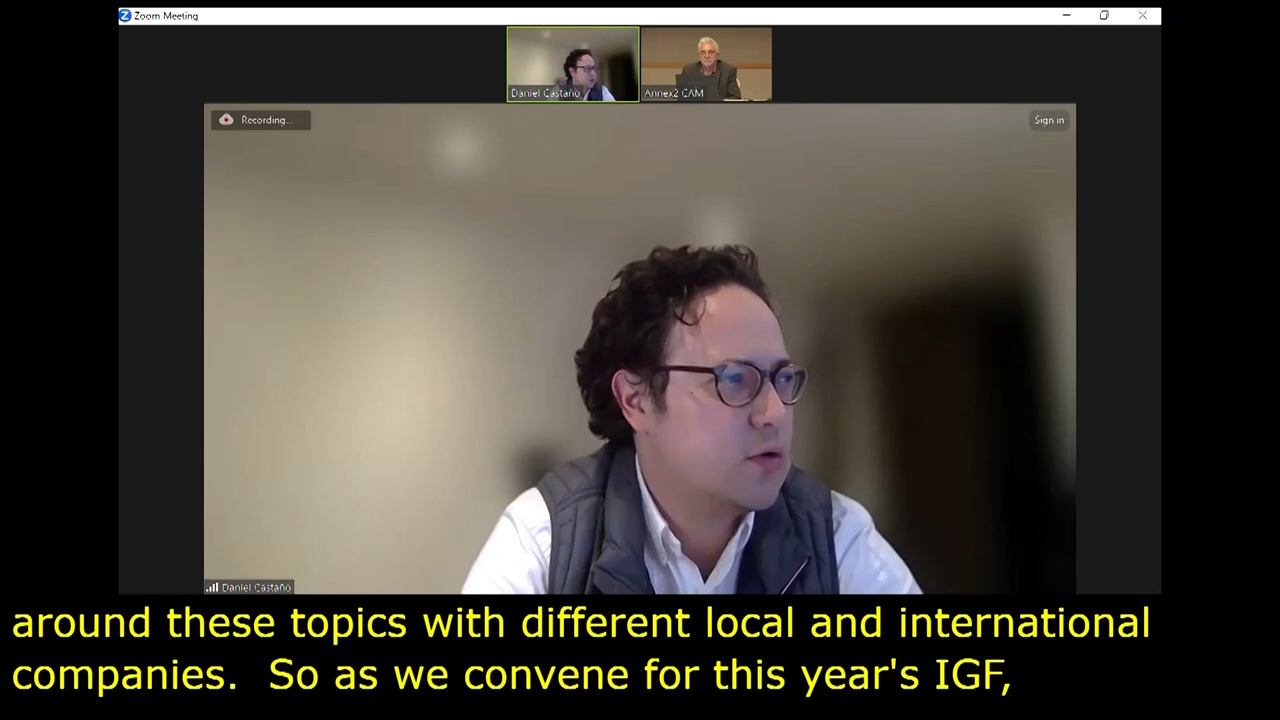 Zoom Meeting
Daniel Castaño
Annex2 CAM
Recording...
Sign in
Daniel Castaño
around these topics with different local and international
companies.  So as we convene for this year's IGF,